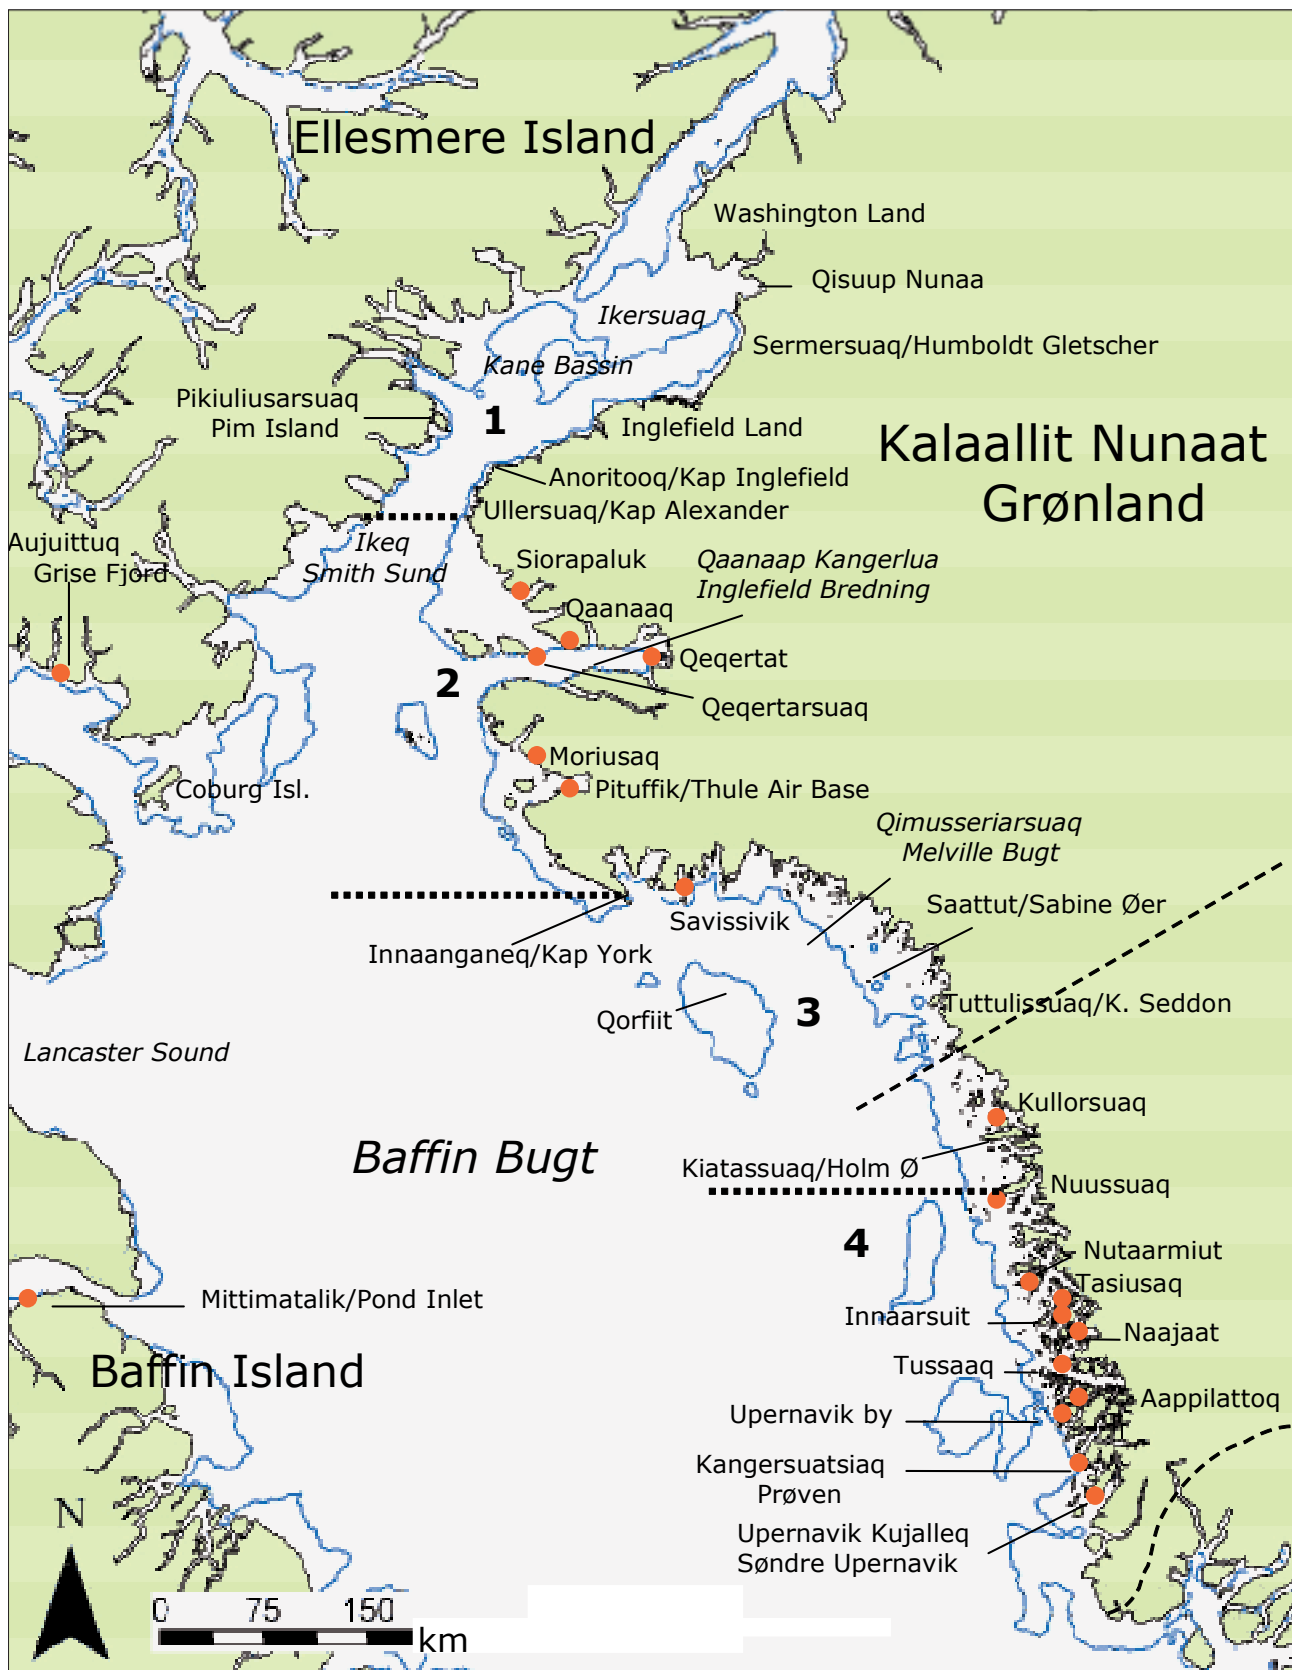 Ellesmere Island
Washington Land
Qisuup Nunaa
Ikersuaq
Sermersuaq/Humboldt Gletscher
Kane Bassin
Pikiuliusarsuaq
Pim Island
1
Inglefield Land
Kalaallit Nunaat
Grønland
Anoritooq/Kap Inglefield
Ullersuaq/Kap Alexander
Ikeq
Smith Sund
Aujuittuq
Grise Fjord
Siorapaluk
Qaanaap Kangerlua
Inglefield Bredning
Qaanaaq
Qeqertat
2
Qeqertarsuaq
Moriusaq
Coburg Isl.
Pituffik/Thule Air Base
Qimusseriarsuaq
Melville Bugt
Saattut/Sabine Øer
Savissivik
Innaanganeq/Kap York
Tuttulissuaq/K. Seddon
Qorfiit
3
Lancaster Sound
Kullorsuaq
Baffin Bugt
Kiatassuaq/Holm Ø
Nuussuaq
4
Nutaarmiut
Tasiusaq
Mittimatalik/Pond Inlet
Innaarsuit
Naajaat
Baffin Island
Tussaaq
Aappilattoq
Upernavik by
Kangersuatsiaq
Prøven
Upernavik Kujalleq
Søndre Upernavik
N
0 75 150
km